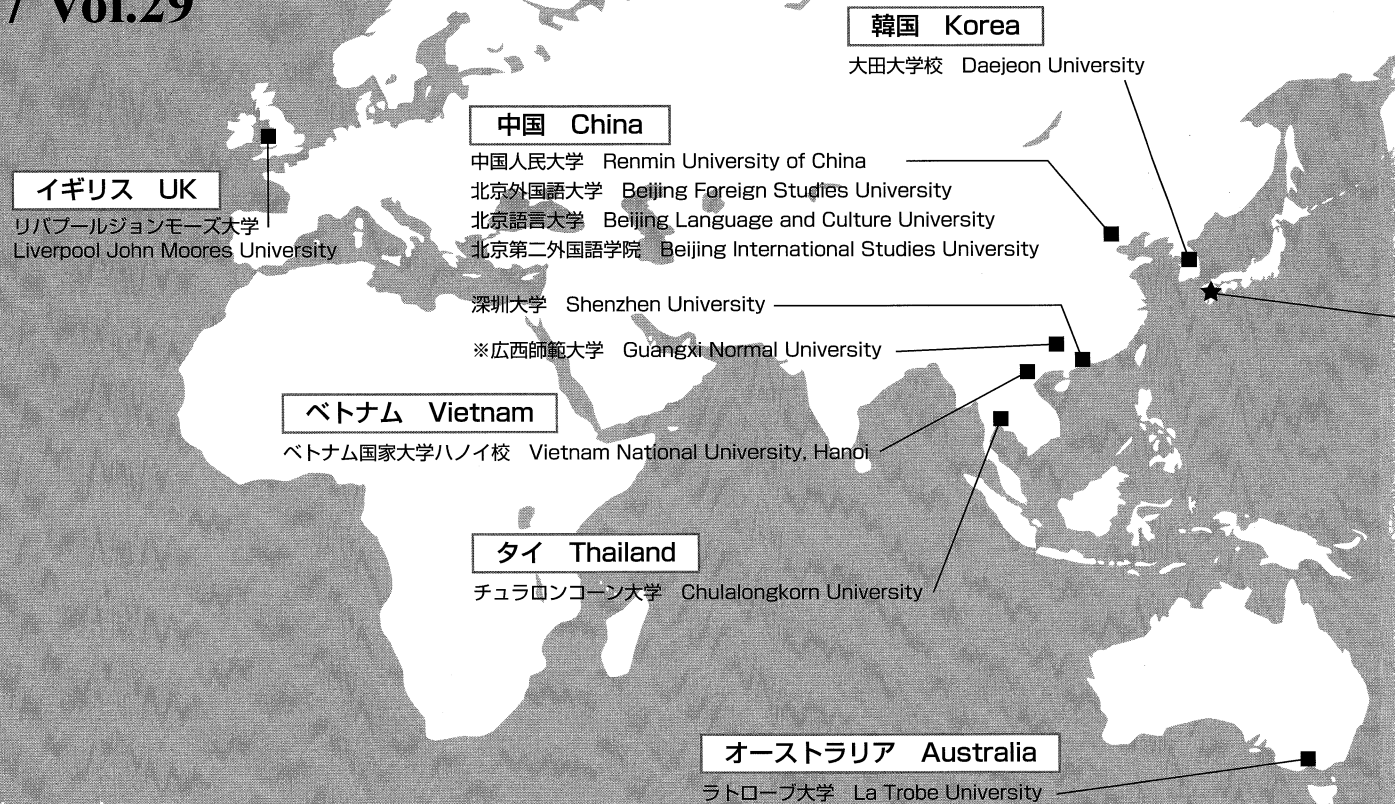 / Vol.29
韓国 Korea
大田大学校 Daejeon University
中国 China
中国人民大学 Renmin University of China
北京外国語大学 Beijing Foreign Studies University
北京語言大学 Beijing Language and Culture University
北京第二外国語学院 Beijing International Studies University
深圳大学 Shenzhen University
※広西師範大学 Guangxi Normal University
イギリス UK
リバプールジョンモーズ大学
Liverpool John Moores University
ベトナム Vietnam
ベトナム国家大学ハノイ校 Vietnam National University, Hanoi
タイ Thailand
チュラロンコーン大学 Chulalongkorn University
オーストラリア Australia
ラトローブ大学 La Trobe University